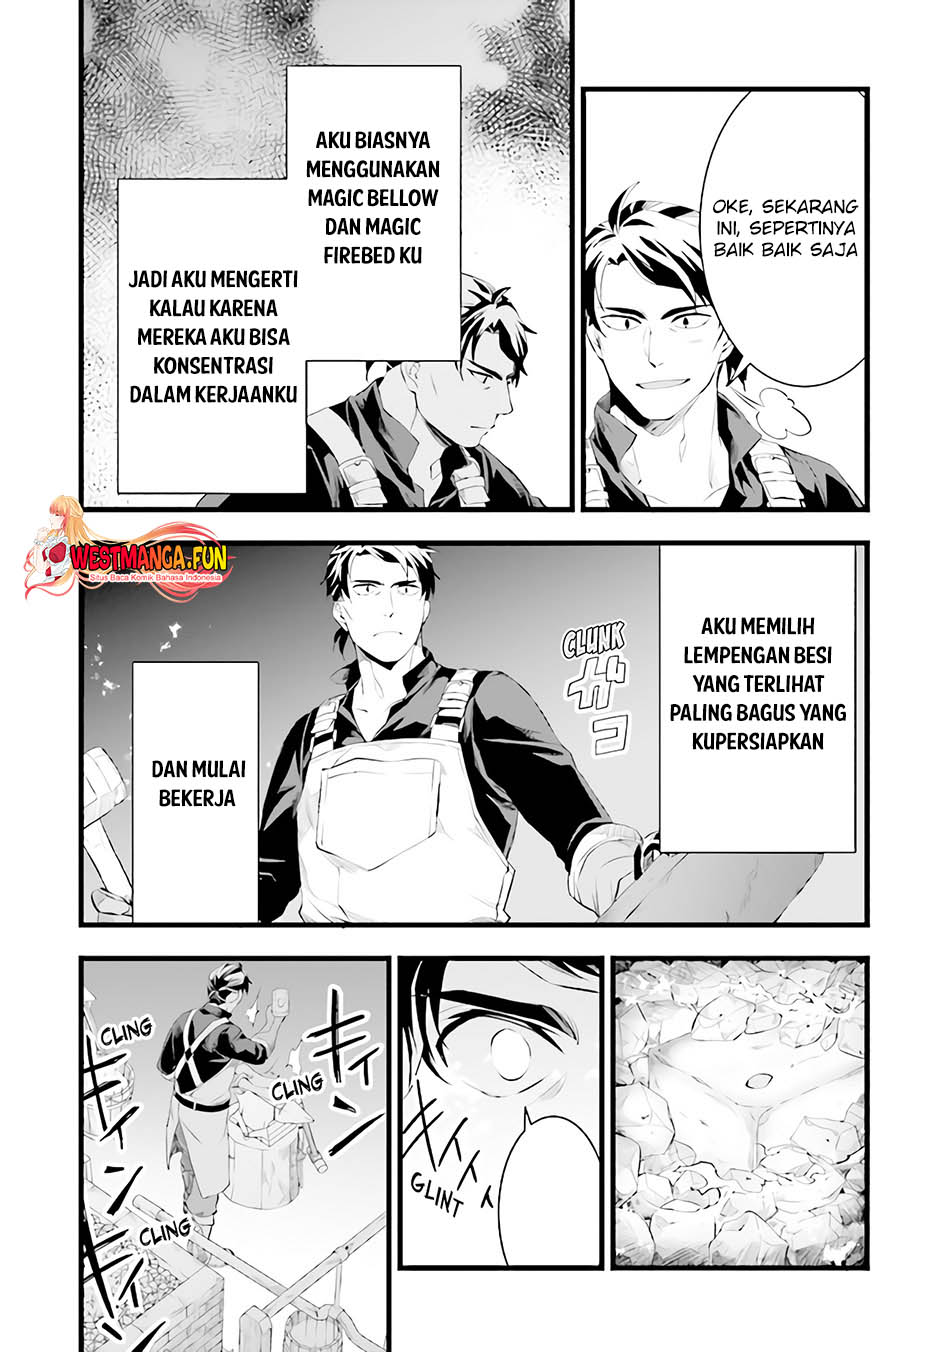 OKE, SEKARANG
INI, SEPERTINYA
BAIK BAIK SAJA
AKU BIASNYA
MENGGUNAKAN
MAGIC BELLOW
DAN MAGIC
FIREBED KU
JADI AKU MENGERTI
KALAU KARENA
MEREKA AKU BISA
KONSENTRASI
DALAM KERJAANKU
WESTMANGA.FUN
Situs Baca Komik Bahasa Indonesia
AKU MEMILIH
LEMPENGAN BESI
YANG TERLIHAT
PALING BAGUS YANG
KUPERSIAPKAN
CLUNK
ガコ
DAN MULAI
BEKERJA
GLINT
キィィィィ
CLING
キィン
CLING
キィン
CLING